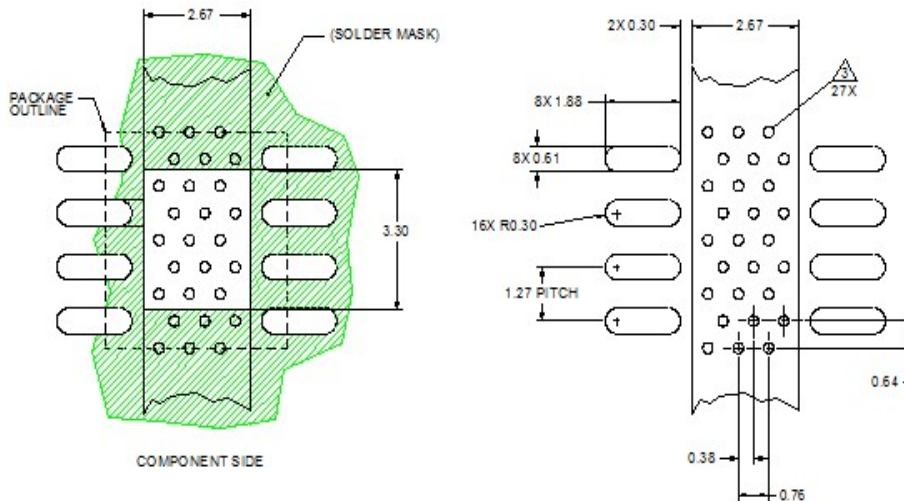 2.67
(SOLDER MASK)
PACKAGE
OUTLINE
3.30
COMPONENT SIDE
2X 0.30
2.67
3
27X
8X 1.88
8X 0.61
16X R0.30
1.27 PITCH
0.64
0.38
0.76